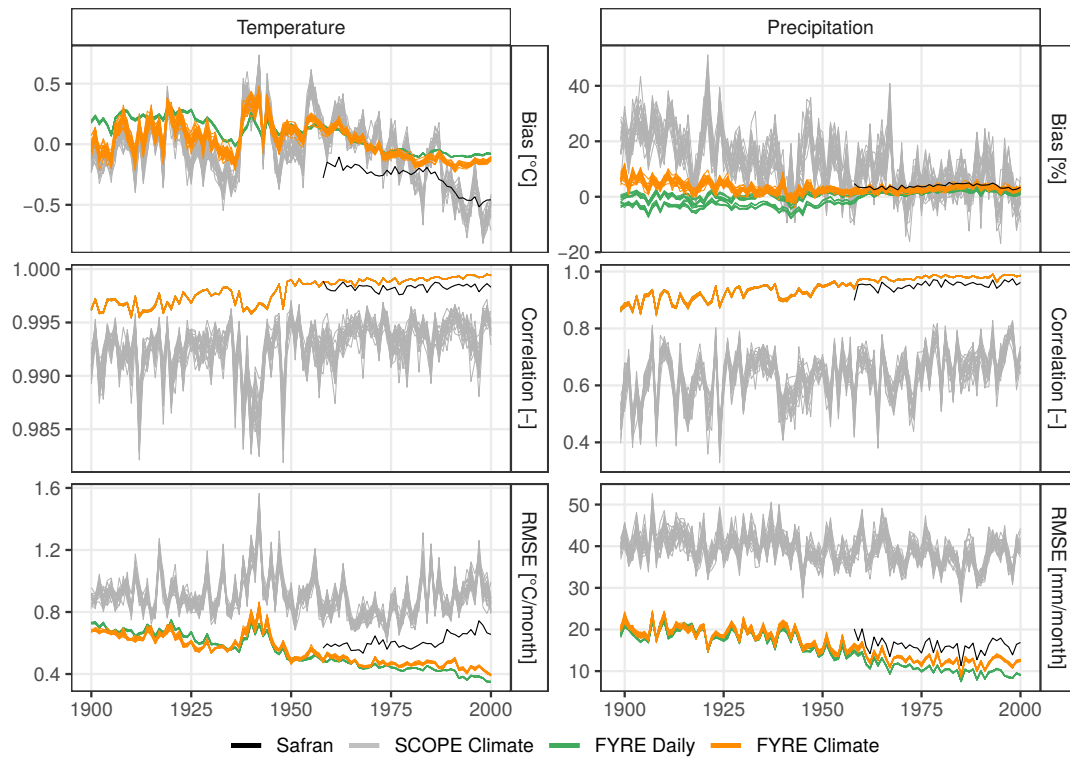 Temperature Precipitation
0.5
0.0
−0.5
Bias [°C]
40
20
0
−20
Bias [%]
1.000
0.995
0.990
0.985
Correlation [−]
1.0
0.8
0.6
0.4
Correlation [−]
1.6
1.2
0.8
0.4
RMSE [°C/month]
50
40
30
20
10
RMSE [mm/month]
1900 1925 1950 1975 2000 1900 1925 1950 1975 2000
Safran SCOPE Climate FYRE Daily FYRE Climate